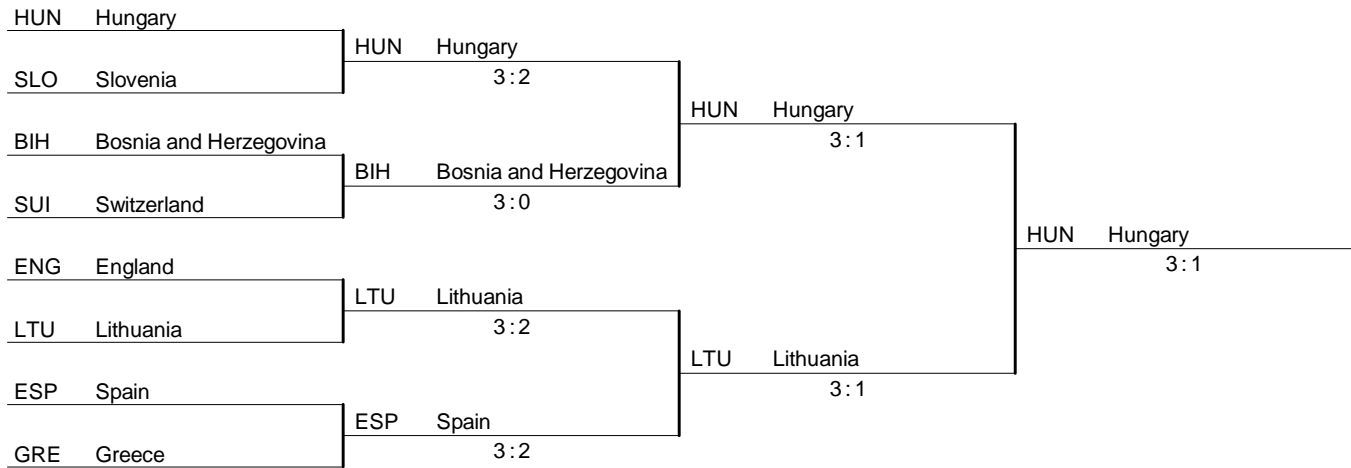 HUN Hungary
HUN Hungary
3 : 2
SLO Slovenia
HUN Hungary
3 : 1
BIH Bosnia and Herzegovina
BIH Bosnia and Herzegovina
3 : 0
SUI Switzerland
HUN Hungary
3 : 1
ENG England
LTU Lithuania
3 : 2
LTU Lithuania
LTU Lithuania
3 : 1
ESP Spain
ESP Spain
3 : 2
GRE Greece